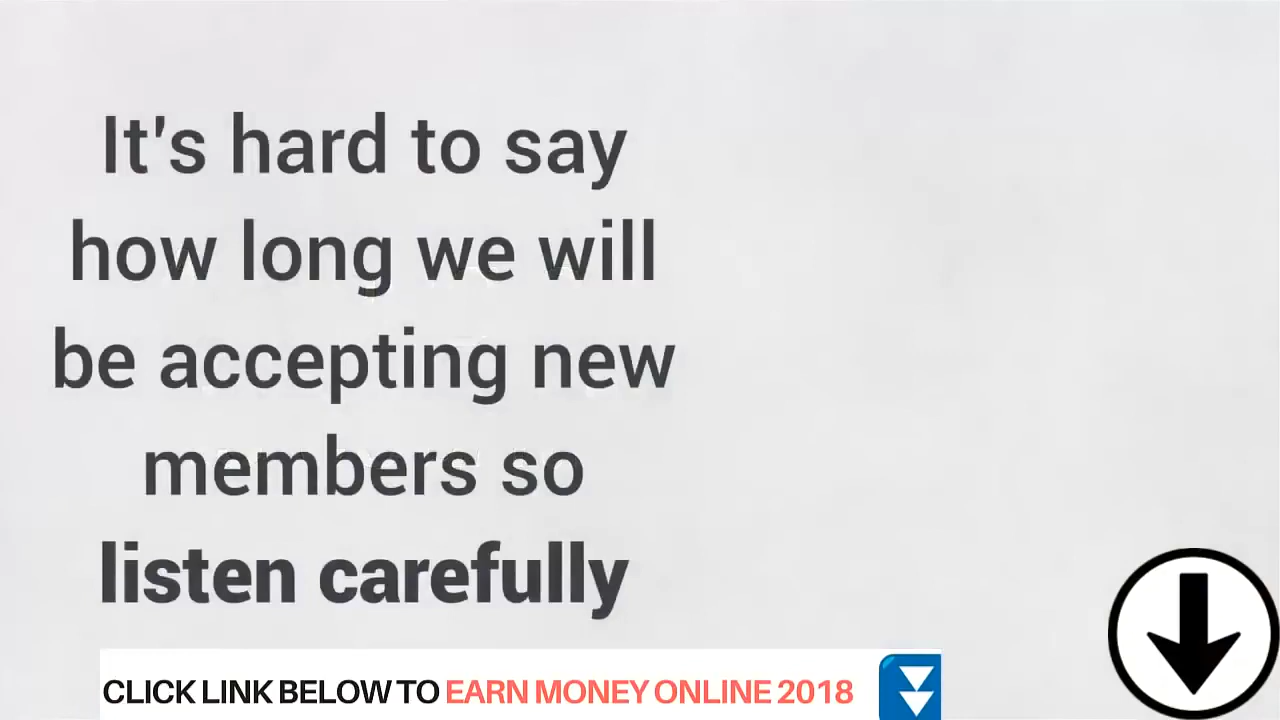 It's hard to say
how long we will
be accepting new
members so
listen carefully
CLICK LINK BELOW TO EARN MONEY ONLINE 2018